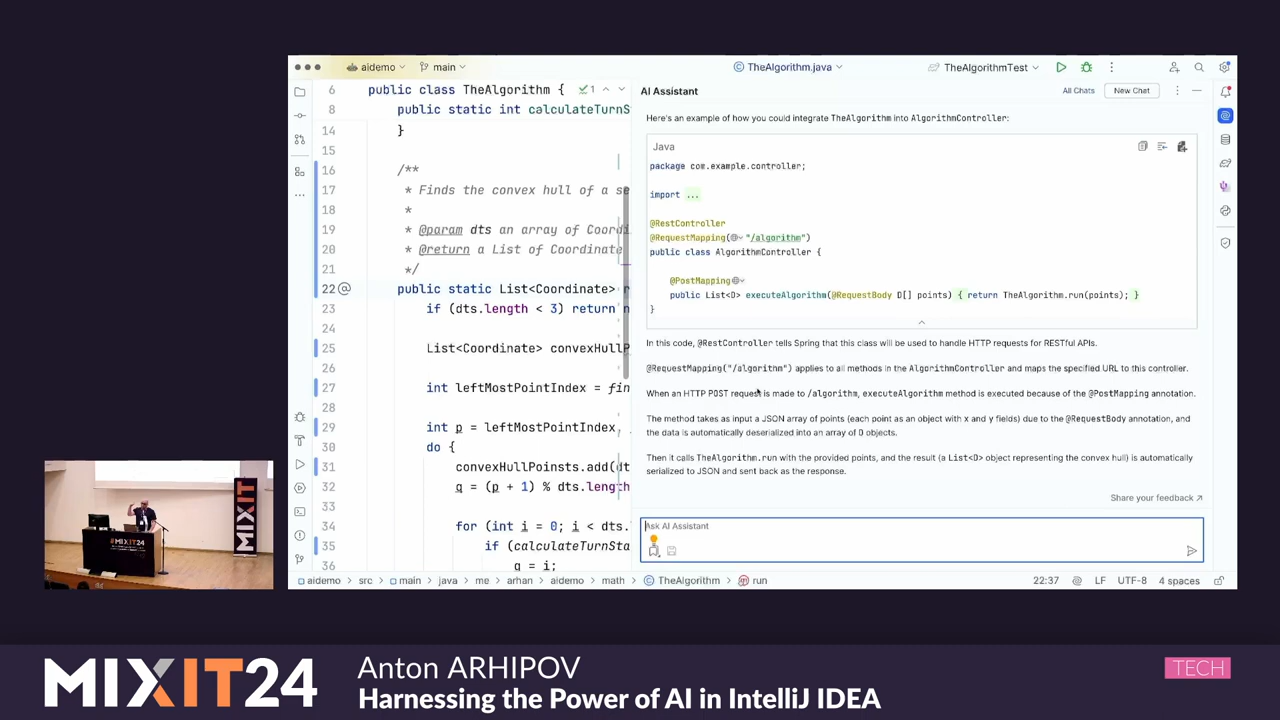 aidemo
main
TheAlgorithm.java
TheAlgorithmTest
6 public class TheAlgorithm {
1
8 public static int calculateTurnS
14 }
15
16 /**
17 * Finds the convex hull of a se
18 *
19 * @param dts an array of Coordi
20 * @return a List of Coordinate
21 */
22 @ public static List<Coordinate>
23 if (dts.length < 3) return n
24
25 List<Coordinate> convexHullP
26
27 int leftMostPointIndex = fin
28
29 int p = leftMostPointIndex
30 do {
31 convexHullPoinsts.add(dt
32 q = (p + 1) % dts.length
33
34 for (int i = 0; i < dts.
35 if (calculateTurnSta
36 q = i;
AI Assistant
All Chats
New Chat
Here's an example of how you could integrate TheAlgorithm into AlgorithmController:
Java
package com.example.controller;
import ...
@RestController
@RequestMapping("/algorithm")
public class AlgorithmController {
@PostMapping
public List<D> executeAlgorithm(@RequestBody D[] points) { return TheAlgorithm.run(points); }
}
In this code, @RestController tells Spring that this class will be used to handle HTTP requests for RESTful APIs.
@RequestMapping("/algorithm") applies to all methods in the AlgorithmController and maps the specified URL to this controller.
When an HTTP POST request is made to /algorithm, executeAlgorithm method is executed because of the @PostMapping annotation.
The method takes as input a JSON array of points (each point as an object with x and y fields) due to the @RequestBody annotation, and
the data is automatically deserialized into an array of D objects.
Then it calls TheAlgorithm.run with the provided points, and the result (a List<D> object representing the convex hull) is automatically
serialized to JSON and sent back as the response.
Share your feedback ↗
Ask AI Assistant
aidemo > src > main > java > me > arhan > aidemo > math > TheAlgorithm > run
22:37
LF
UTF-8
4 spaces
MIXIT
#MIXIT24
MIXIT24
Anton ARHIPOV
Harnessing the Power of AI in IntelliJ IDEA
TECH